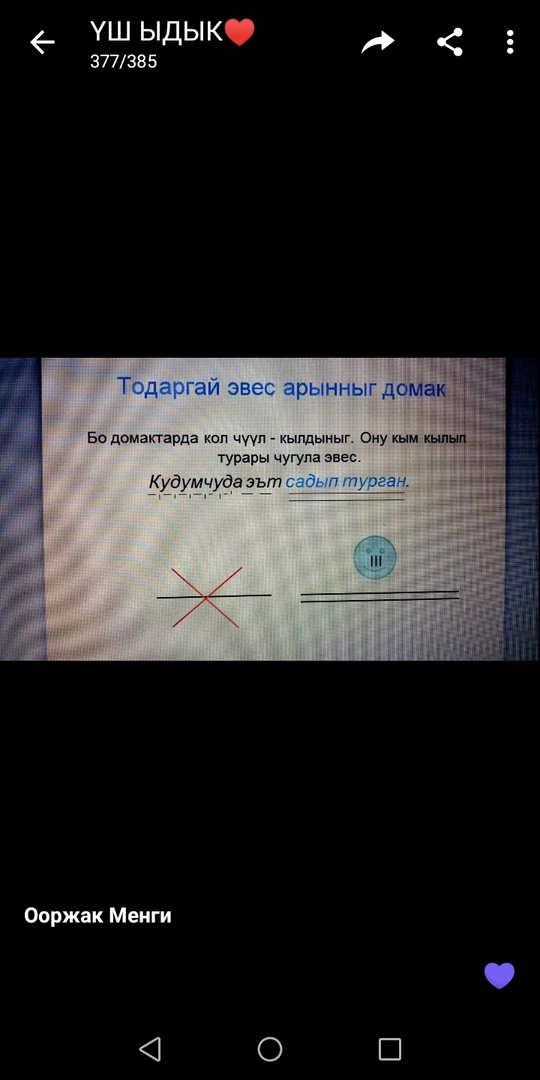 ҮШ ЫДЫК❤️
377/385
Тодаргай эвес арынныг домак
Бо домактарда кол чүүл - кылдыныг. Ону кым кылып
турары чугула эвес.
Кудумчуда эът садып турган.
III
Ооржак Менги